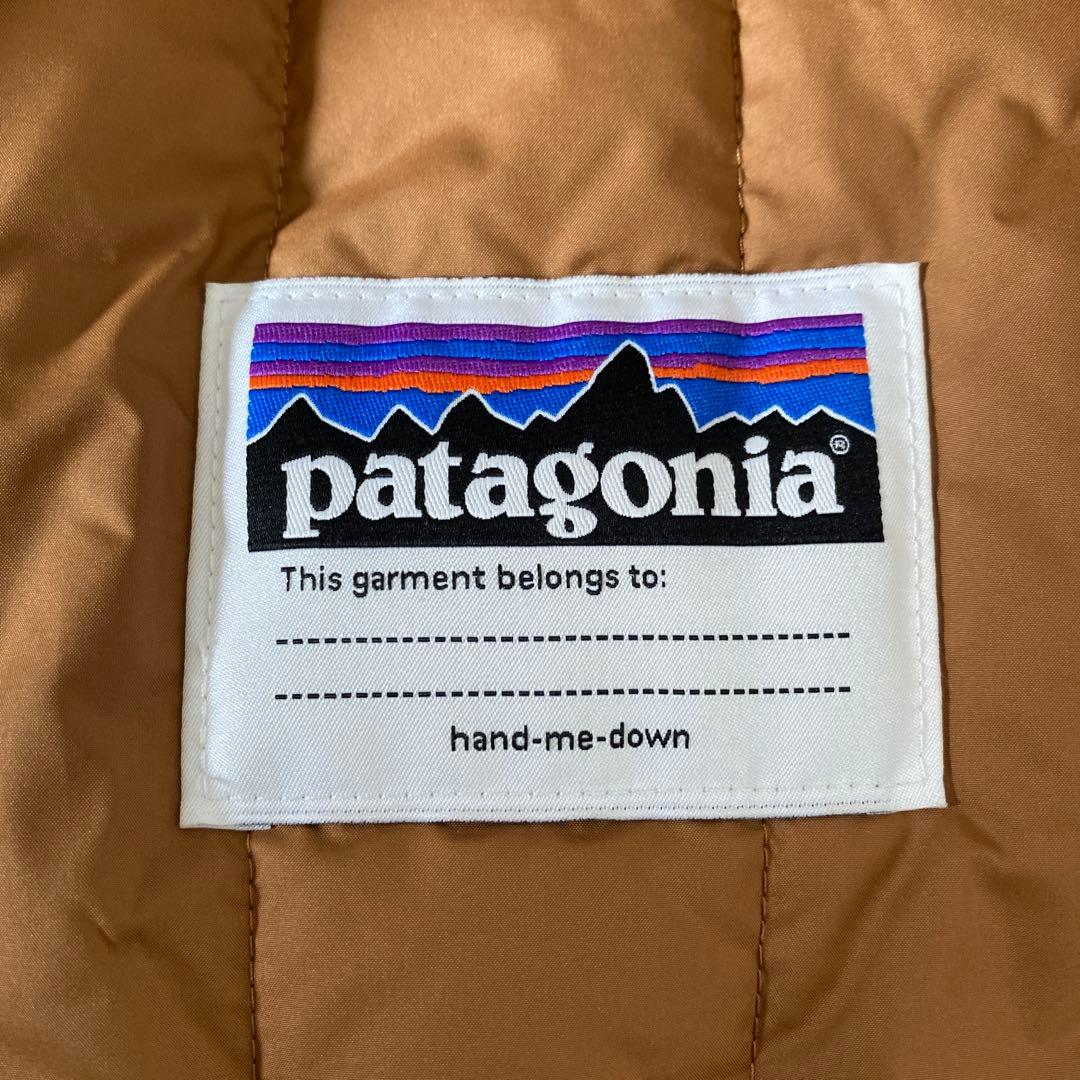 patagonia®
This garment belongs to:
hand-me-down